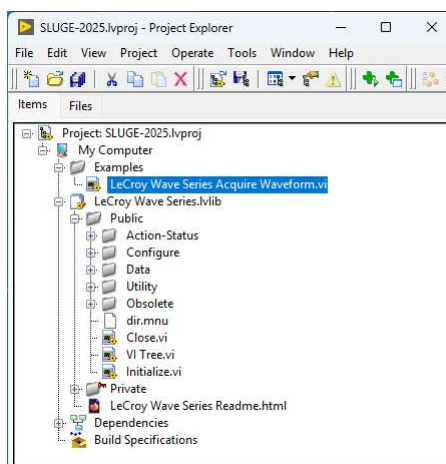 SLUGE-2025.lvproj - Project Explorer
File Edit View Project Operate Tools Window Help
Items Files
Project: SLUGE-2025.lvproj
My Computer
Examples
LeCroy Wave Series Acquire Waveform.vi
LeCroy Wave Series.lvlib
Public
Action-Status
Configure
Data
Utility
Obsolete
dir.mnu
Close.vi
VI Tree.vi
Initialize.vi
Private
LeCroy Wave Series Readme.html
Dependencies
Build Specifications